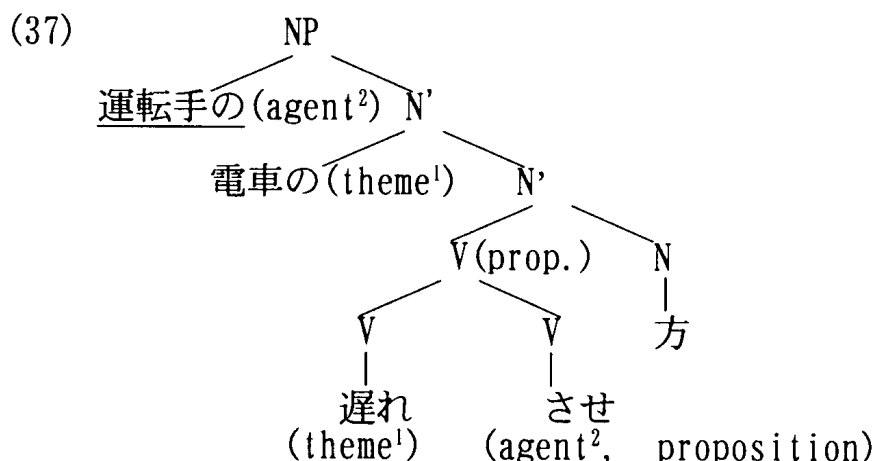 (37) NP
運転手の(agent²) N'
電車の(theme¹) N'
V(prop.) N
V V 方
遅れ させ
(theme¹) (agent², proposition)